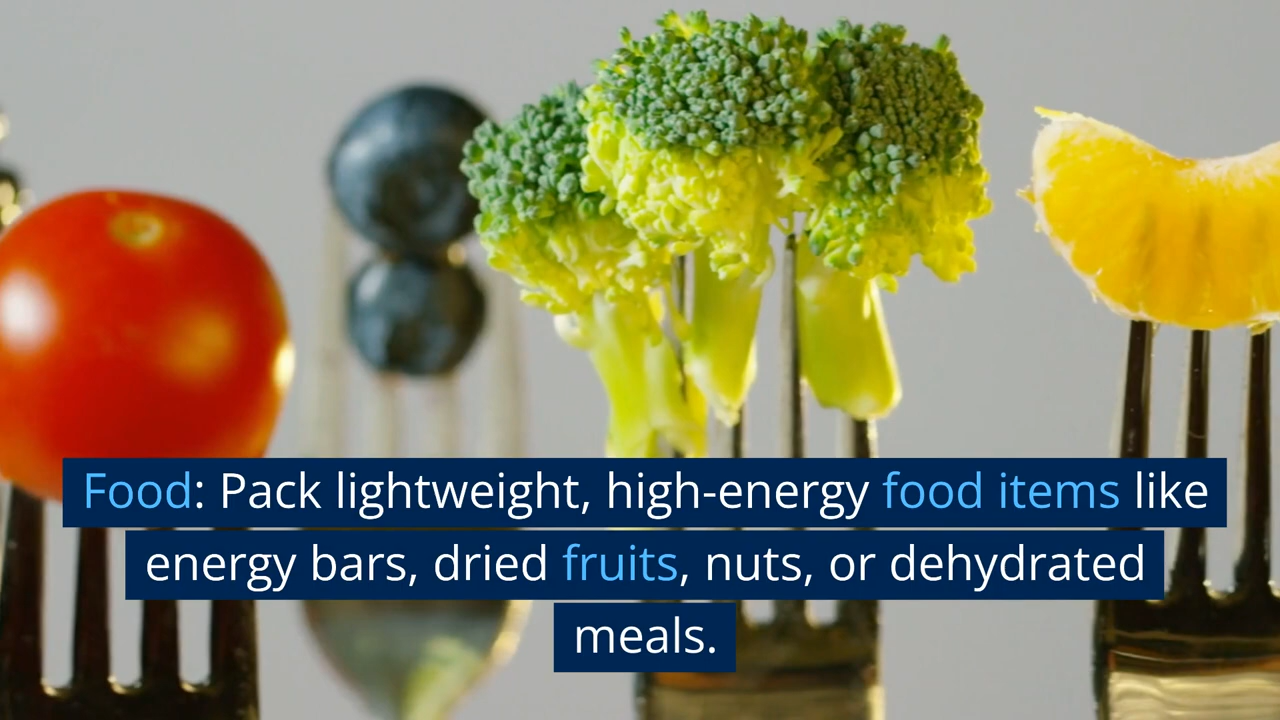 Food: Pack lightweight, high-energy food items like
energy bars, dried fruits, nuts, or dehydrated
meals.